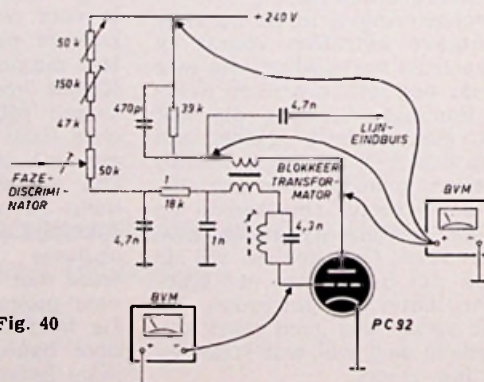 + 240 V
50 k
150 k
47 k
50 k
FAZE-
DISCRIMI-
NATOR
470p
39 k
4,7 n
LIJN-
EINDBUIS
BLOKKEER
TRANSFOR-
MATOR
1
18 k
4,7n
1n
4,3n
BVM
+ -
PC 92
BVM
+ -
Fig. 40